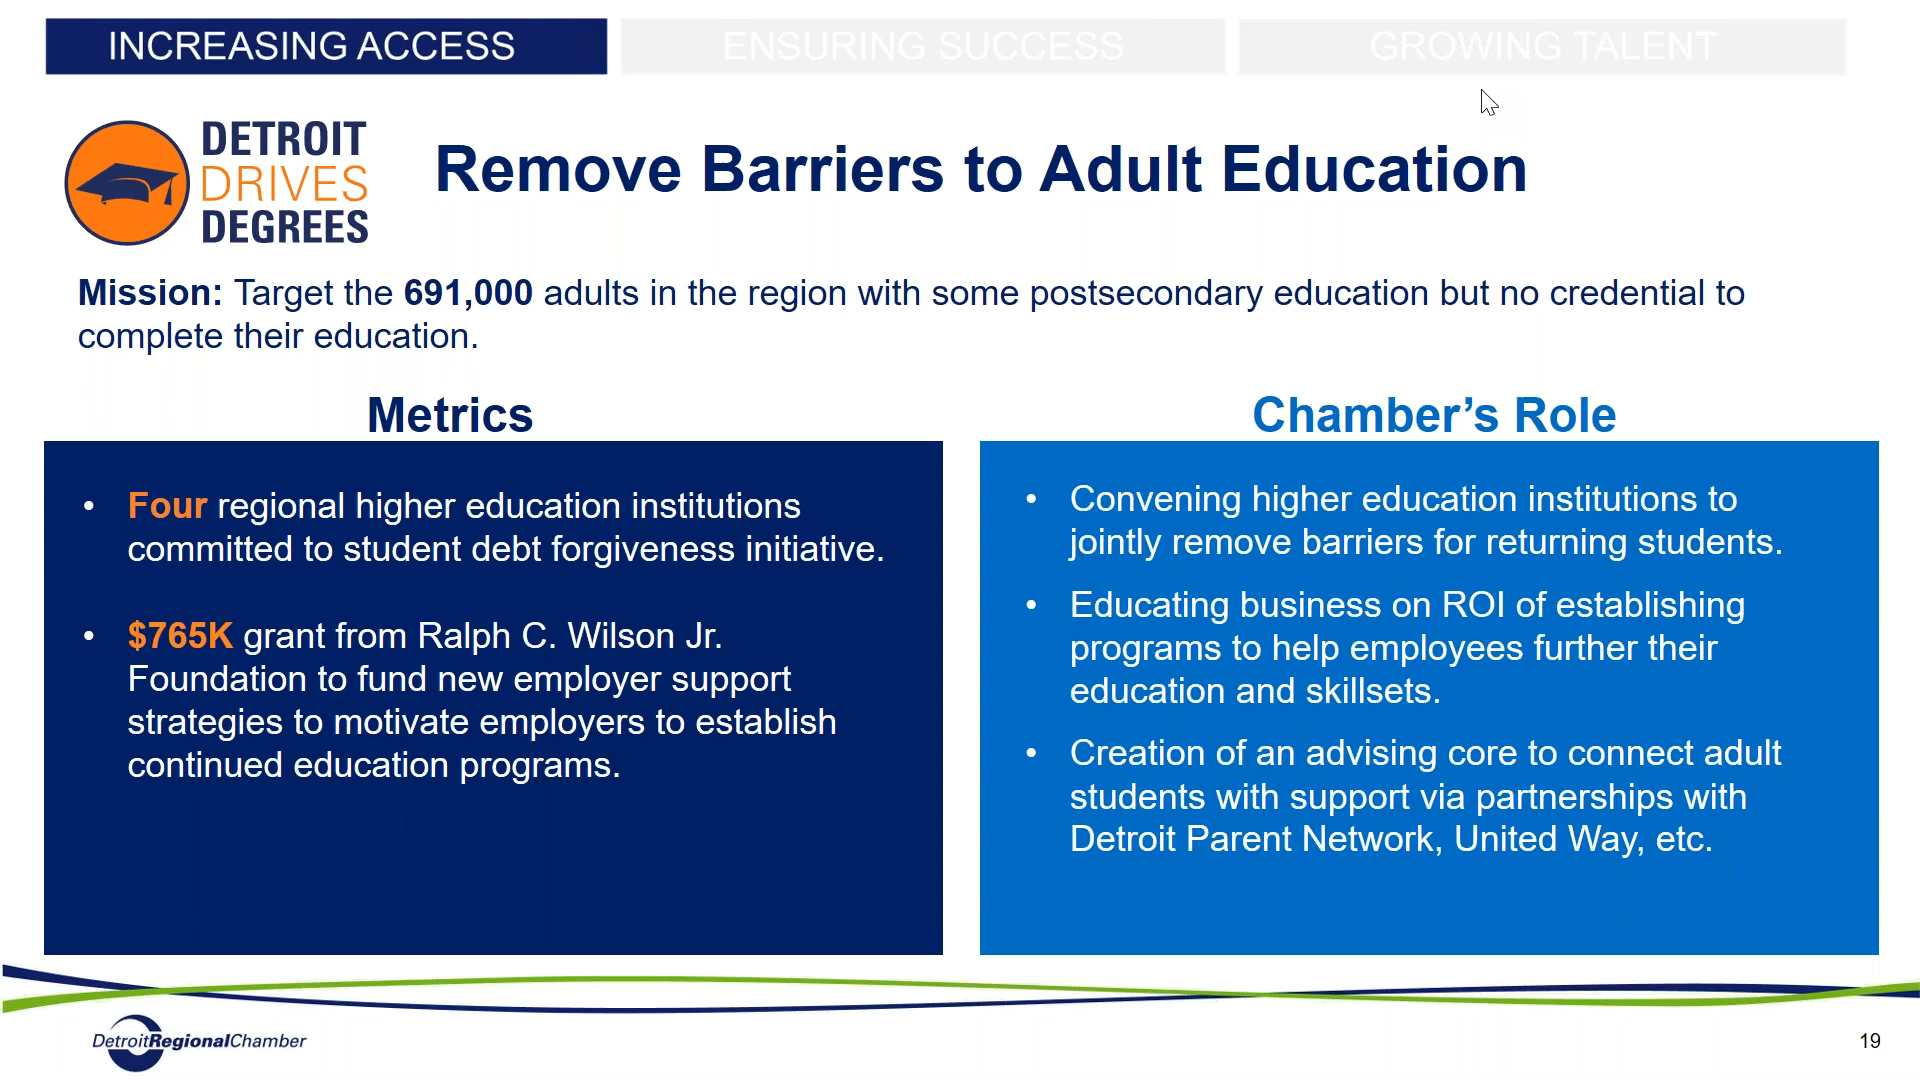 INCREASING ACCESS
ENSURING SUCCESS
GROWING TALENT
DETROIT
DRIVES
DEGREES
Remove Barriers to Adult Education
Mission: Target the 691,000 adults in the region with some postsecondary education but no credential to
complete their education.
Metrics
• Four regional higher education institutions
committed to student debt forgiveness initiative.
• $765K grant from Ralph C. Wilson Jr.
Foundation to fund new employer support
strategies to motivate employers to establish
continued education programs.
Chamber’s Role
• Convening higher education institutions to
jointly remove barriers for returning students.
• Educating business on ROI of establishing
programs to help employees further their
education and skillsets.
• Creation of an advising core to connect adult
students with support via partnerships with
Detroit Parent Network, United Way, etc.
DetroitRegionalChamber
19